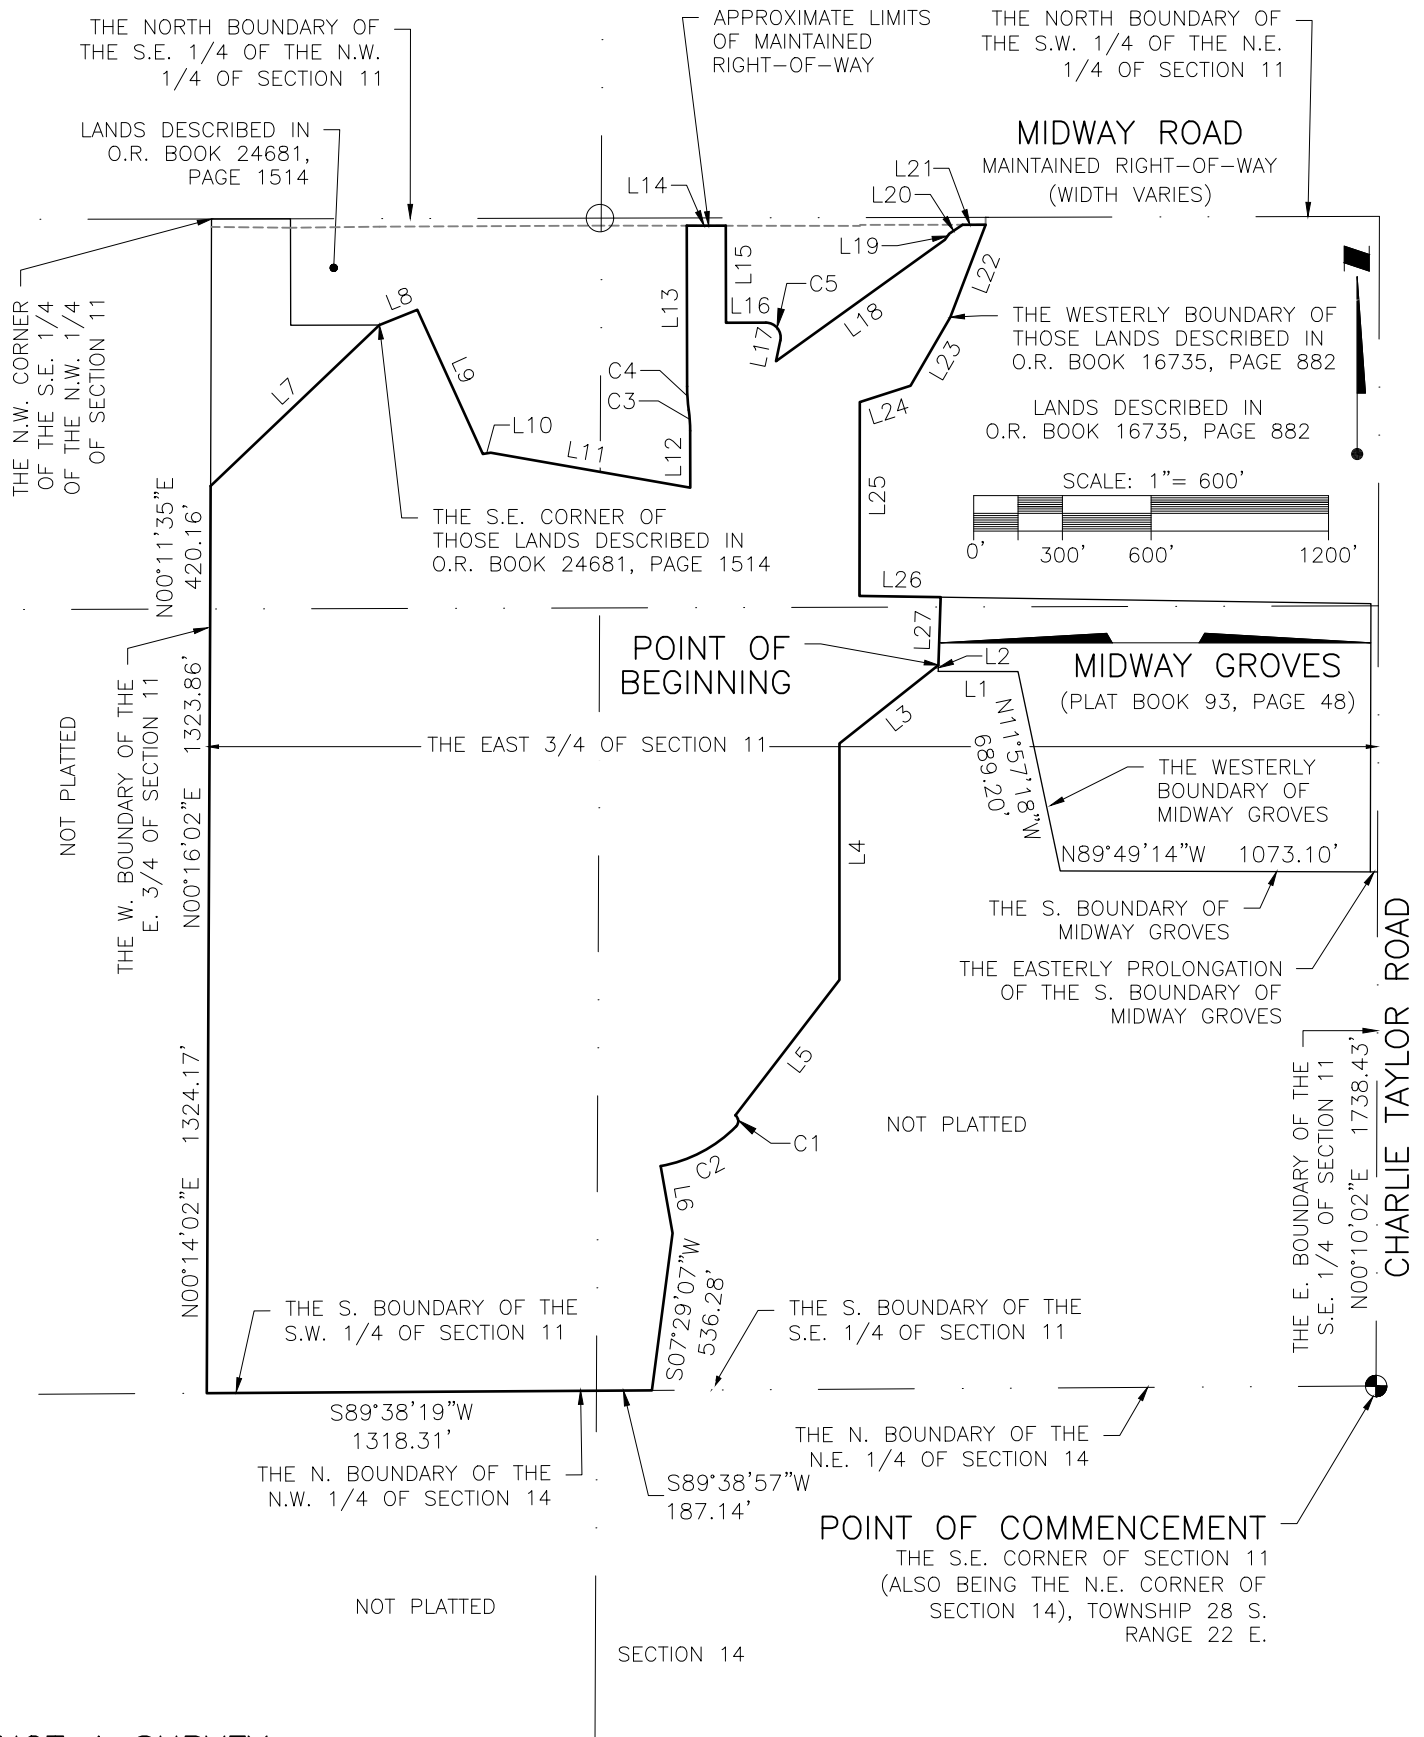 THE NORTH BOUNDARY OF
THE S.E. 1/4 OF THE N.W.
1/4 OF SECTION 11
APPROXIMATE LIMITS
OF MAINTAINED
RIGHT-OF-WAY
THE NORTH BOUNDARY OF
THE S.W. 1/4 OF THE N.E.
1/4 OF SECTION 11
LANDS DESCRIBED IN
O.R. BOOK 24681,
PAGE 1514
MIDWAY ROAD
MAINTAINED RIGHT-OF-WAY
(WIDTH VARIES)
L14
L21
L20
L19
L15
L13
L16
C5
L17
L18
L22
L23
L24
L8
L7
L9
L10
L11
C4
C3
L12
L25
THE N.W. CORNER
OF THE S.E. 1/4
OF THE N.W. 1/4
OF SECTION 11
THE WESTERLY BOUNDARY OF
THOSE LANDS DESCRIBED IN
O.R. BOOK 16735, PAGE 882
LANDS DESCRIBED IN
O.R. BOOK 16735, PAGE 882
SCALE: 1"= 600'
0'
300'
600'
1200'
THE S.E. CORNER OF
THOSE LANDS DESCRIBED IN
O.R. BOOK 24681, PAGE 1514
N00°11'35"E
420.16'
L26
L27
POINT OF
BEGINNING
L2
L1
L3
MIDWAY GROVES
(PLAT BOOK 93, PAGE 48)
NOT PLATTED
THE W. BOUNDARY OF THE
E. 3/4 OF SECTION 11
N00°16'02"E 1323.86'
THE EAST 3/4 OF SECTION 11
N11°57'18"W
689.20'
THE WESTERLY
BOUNDARY OF
MIDWAY GROVES
L4
N89°49'14"W 1073.10'
THE S. BOUNDARY OF
MIDWAY GROVES
THE EASTERLY PROLONGATION
OF THE S. BOUNDARY OF
MIDWAY GROVES
CHARLIE TAYLOR ROAD
L5
THE E. BOUNDARY OF THE
S.E. 1/4 OF SECTION 11
N00°10'02"E 1738.43'
N00°14'02"E 1324.17'
NOT PLATTED
C1
C2
L6
S07°29'07"W
536.28'
THE S. BOUNDARY OF THE
S.W. 1/4 OF SECTION 11
THE S. BOUNDARY OF THE
S.E. 1/4 OF SECTION 11
S89°38'19"W
1318.31'
THE N. BOUNDARY OF THE
N.W. 1/4 OF SECTION 14
S89°38'57"W
187.14'
THE N. BOUNDARY OF THE
N.E. 1/4 OF SECTION 14
POINT OF COMMENCEMENT
THE S.E. CORNER OF SECTION 11
(ALSO BEING THE N.E. CORNER OF
SECTION 14), TOWNSHIP 28 S.
RANGE 22 E.
NOT PLATTED
SECTION 14